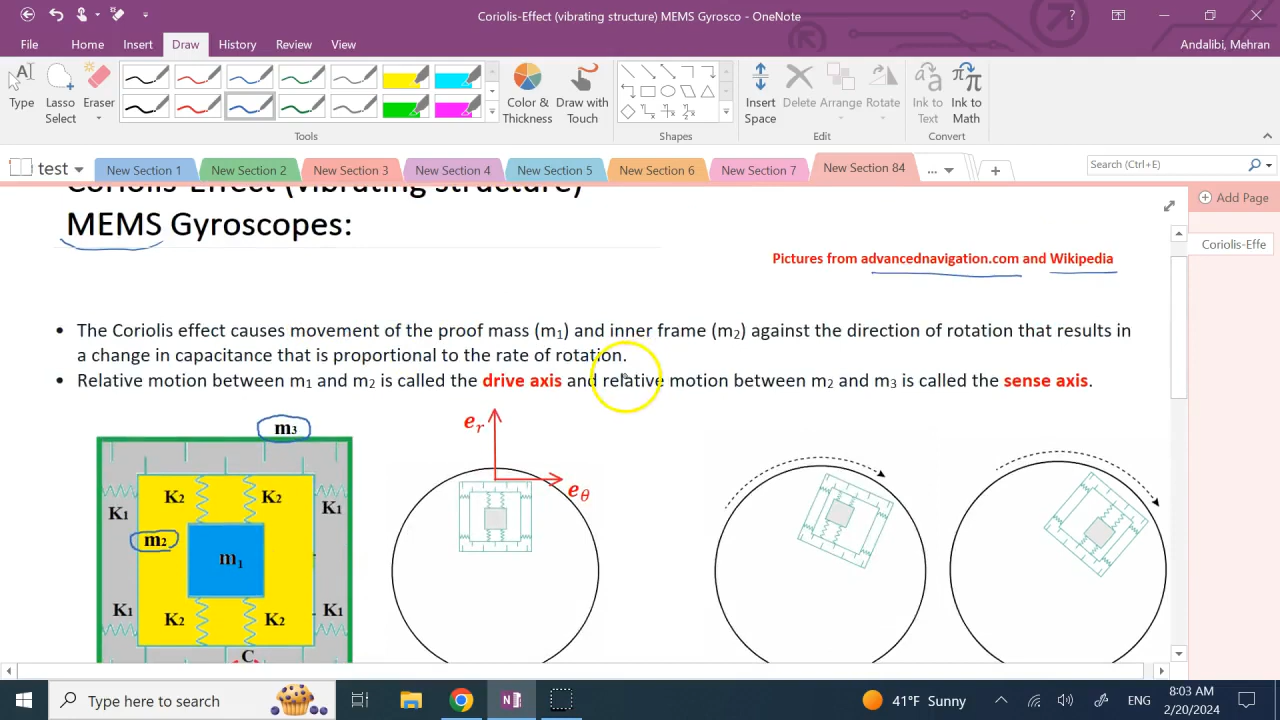 Coriolis-Effect (vibrating structure) MEMS Gyrosco - OneNote
Andalibi, Mehran
File Home Insert Draw History Review View
Type Lasso Select Eraser
Color & Thickness Draw with Touch
Insert Space Delete Arrange Rotate
Ink to Text Ink to Math
Tools Shapes Edit Convert
test New Section 1 New Section 2 New Section 3 New Section 4 New Section 5 New Section 6 New Section 7 New Section 84 ...
Search (Ctrl+E)
Add Page
Coriolis-Effe
Coriolis-Effect (vibrating structure)
MEMS Gyroscopes:
Pictures from advancednavigation.com and Wikipedia
• The Coriolis effect causes movement of the proof mass (m₁) and inner frame (m₂) against the direction of rotation that results in
a change in capacitance that is proportional to the rate of rotation.
• Relative motion between m₁ and m₂ is called the drive axis and relative motion between m₂ and m₃ is called the sense axis.
m₃
K₂ K₂
K₁ K₁
m₂
m₁
K₁ K₂ K₂ K₁
C
e_r
e_θ
Type here to search
41°F Sunny
ENG
8:03 AM
2/20/2024